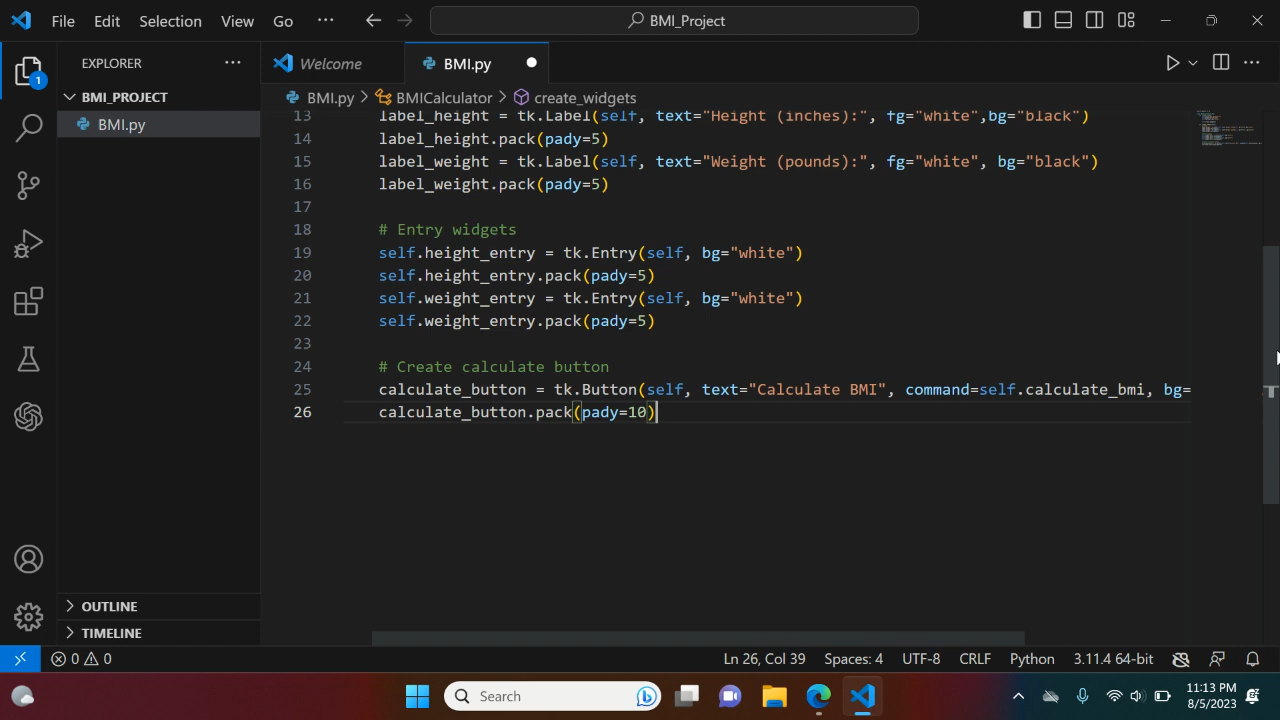 File Edit Selection View Go ··· BMI_Project
EXPLORER ···
Welcome BMI.py
BMI_PROJECT
BMI.py
1
BMI.py > BMICalculator > create_widgets
13 label_height = tk.Label(self, text="Height (inches):", fg="white",bg="black")
14 label_height.pack(pady=5)
15 label_weight = tk.Label(self, text="Weight (pounds):", fg="white", bg="black")
16 label_weight.pack(pady=5)
17
18 # Entry widgets
19 self.height_entry = tk.Entry(self, bg="white")
20 self.height_entry.pack(pady=5)
21 self.weight_entry = tk.Entry(self, bg="white")
22 self.weight_entry.pack(pady=5)
23
24 # Create calculate button
25 calculate_button = tk.Button(self, text="Calculate BMI", command=self.calculate_bmi, bg=
26 calculate_button.pack(pady=10)
OUTLINE
TIMELINE
0 0 Ln 26, Col 39 Spaces: 4 UTF-8 CRLF Python 3.11.4 64-bit
Search
11:13 PM
8/5/2023